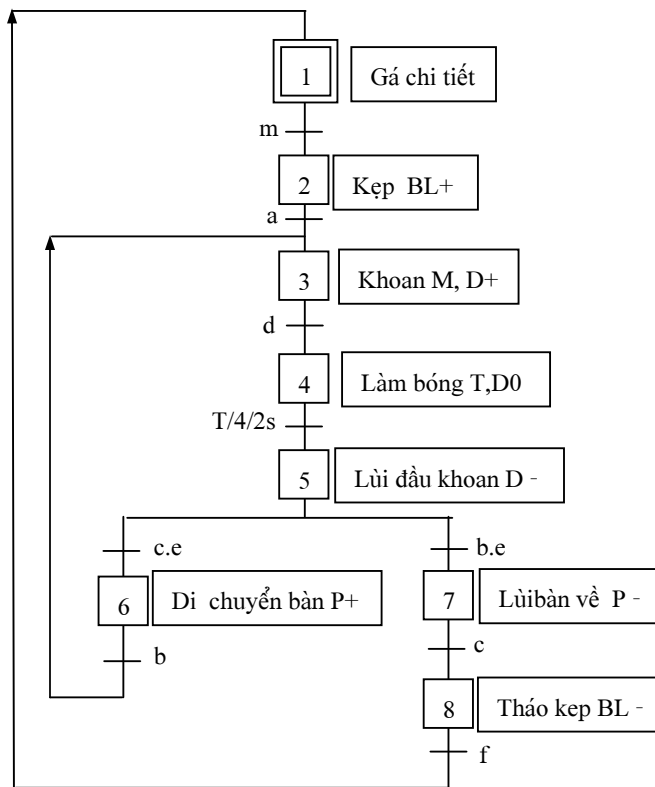 1
Gá chi tiết
m
2
Kẹp BL+
a
3
Khoan M, D+
d
4
Làm bóng T,D0
T/4/2s
5
Lùi đầu khoan D -
c.e
b.e
6
Di chuyển bàn P+
7
Lùibàn về P -
b
c
8
Tháo kep BL -
f